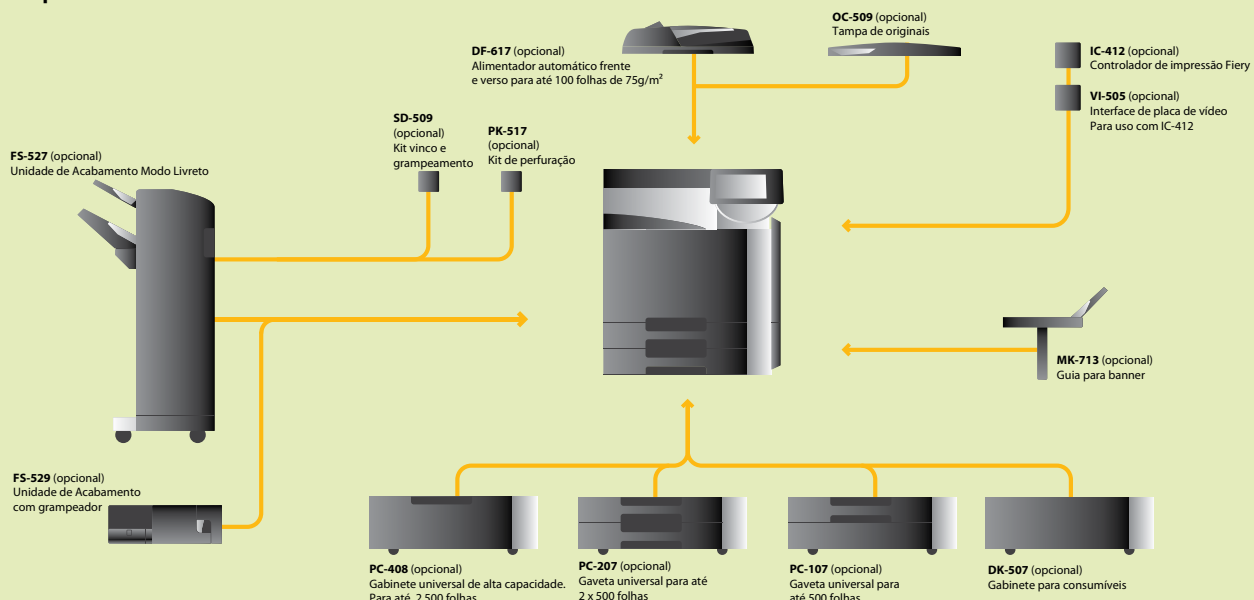 OC-509 (opcional)
Tampa de originais
DF-617 (opcional)
Alimentador automático frente
e verso para até 100 folhas de 75g/m²
IC-412 (opcional)
Controlador de impressão Fiery
VI-505 (opcional)
Interface de placa de vídeo
Para uso com IC-412
SD-509
(opcional)
Kit vinco e
grampeamento
PK-517
(opcional)
Kit de perfuração
FS-527 (opcional)
Unidade de Acabamento Modo Livreto
MK-713 (opcional)
Guia para banner
FS-529 (opcional)
Unidade de Acabamento
com grampeador
PC-408 (opcional)
Gabinete universal de alta capacidade.
Para até 2.500 folhas
PC-207 (opcional)
Gaveta universal para até
2 x 500 folhas
PC-107 (opcional)
Gaveta universal para
até 500 folhas
DK-507 (opcional)
Gabinete para consumíveis